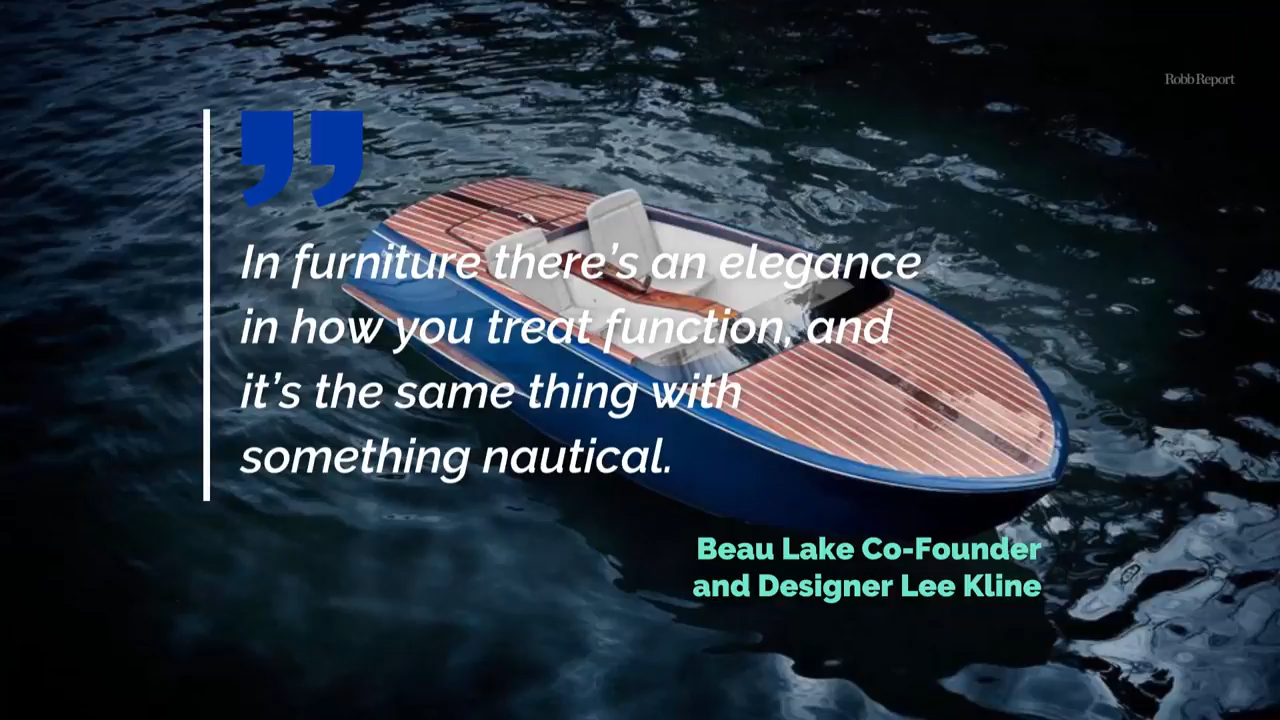 Robb Report
”
In furniture there’s an elegance
in how you treat function, and
it’s the same thing with
something nautical.
Beau Lake Co-Founder
and Designer Lee Kline